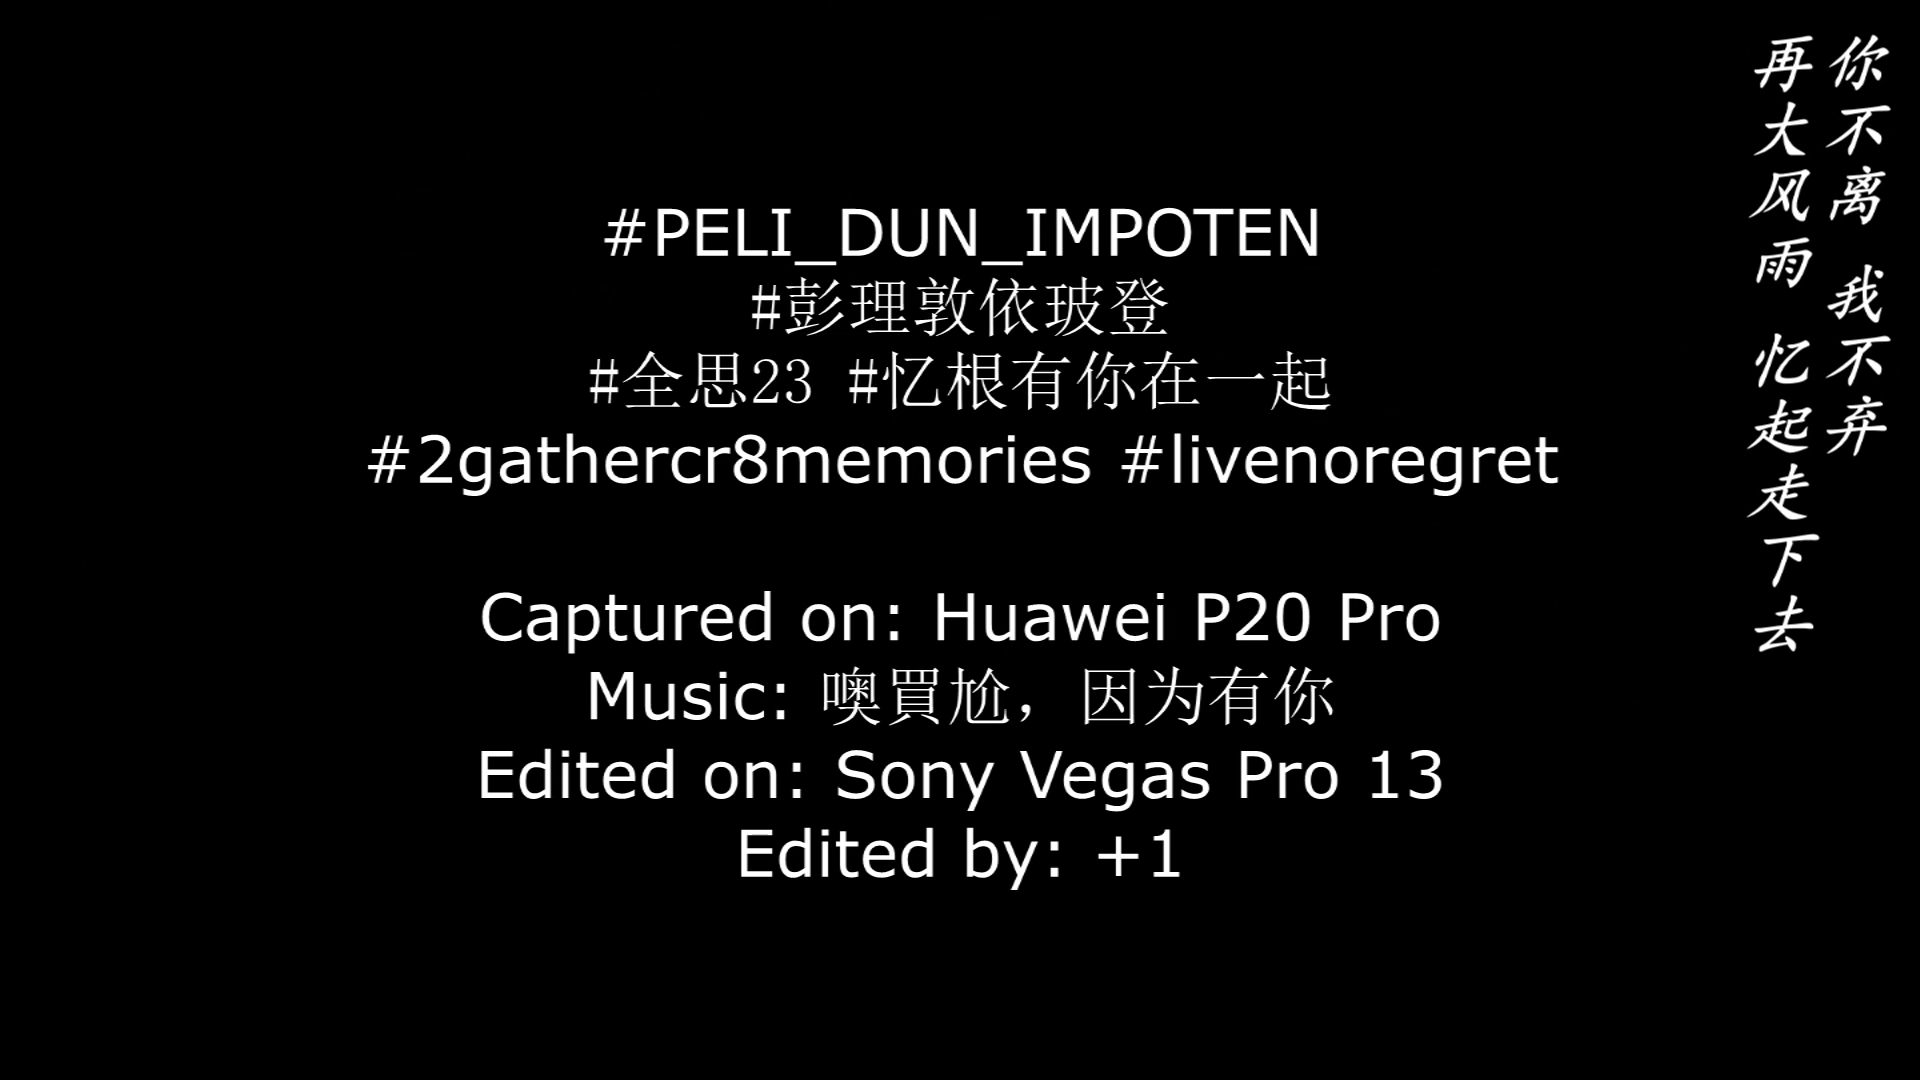 #PELI_DUN_IMPOTEN
#彭理敦依玻登
#全思23 #忆根有你在一起
#2gathercr8memories #livenoregret
Captured on: Huawei P20 Pro
Music: 噢買尬，因为有你
Edited on: Sony Vegas Pro 13
Edited by: +1
你不离 我不弃
再大风雨 忆起走下去